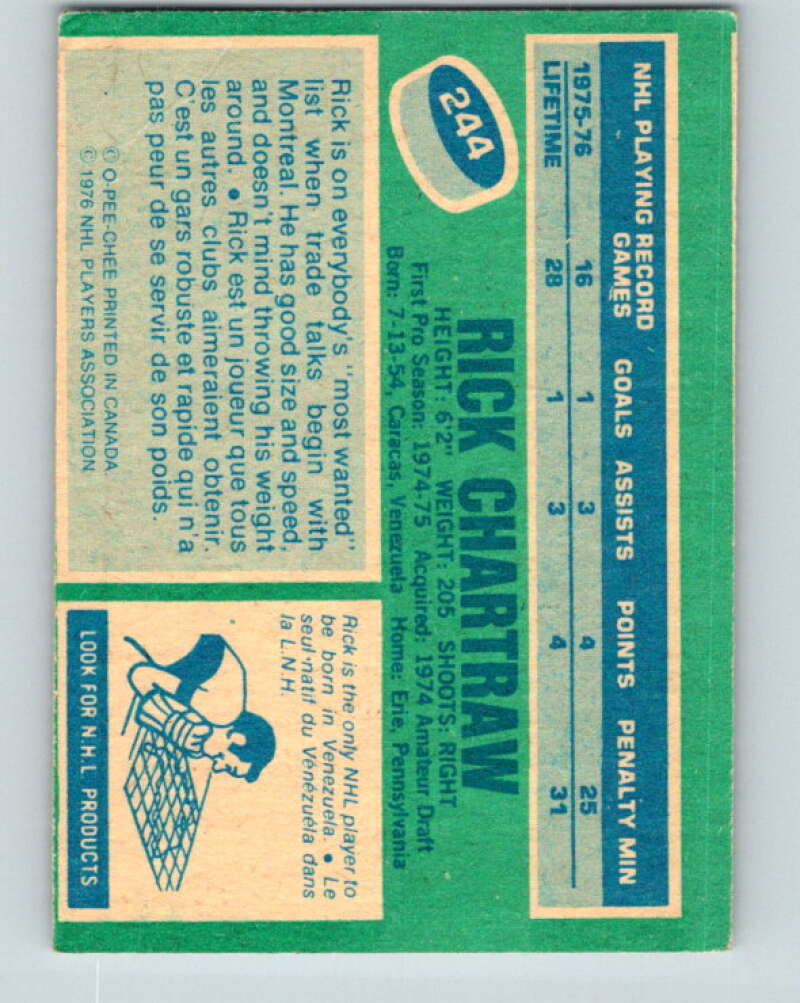 NHL PLAYING RECORD
GAMES GOALS ASSISTS POINTS PENALTY MIN
1975-76 16 1 3 4 25
LIFETIME 28 1 3 4 31
244
RICK CHARTRAW
HEIGHT: 6'2" WEIGHT: 205 SHOOTS: RIGHT
First Pro Season: 1974-75 Acquired: 1974 Amateur Draft
Born: 7-13-54, Caracas, Venezuela Home: Erie, Pennsylvania
Rick is on everybody's "most wanted"
list when trade talks begin with
Montreal. He has good size and speed,
and doesn't mind throwing his weight
around. • Rick est un joueur que tous
les autres clubs aimeraient obtenir.
C'est un gars robuste et rapide qui n'a
pas peur de se servir de son poids.
© O-PEE-CHEE PRINTED IN CANADA.
© 1976 NHL PLAYERS ASSOCIATION
Rick is the only NHL player to
be born in Venezuela. • Le
seul natif du Vénézuéla dans
la L.N.H.
LOOK FOR N.H.L PRODUCTS